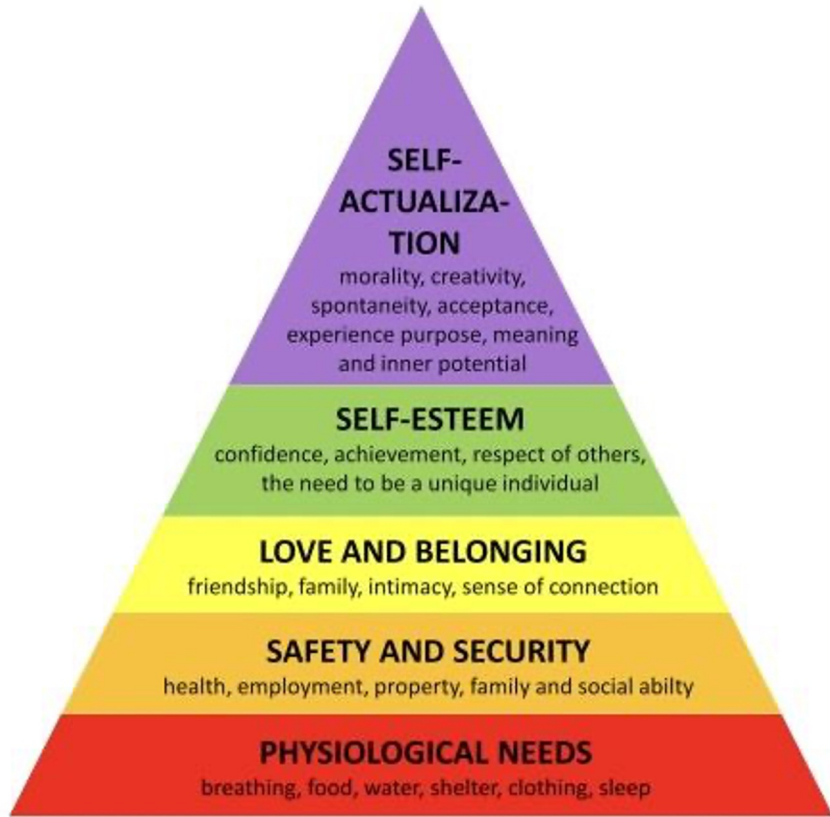 SELF-
ACTUALIZA-
TION
morality, creativity,
spontaneity, acceptance,
experience purpose, meaning
and inner potential
SELF-ESTEEM
confidence, achievement, respect of others,
the need to be a unique individual
LOVE AND BELONGING
friendship, family, intimacy, sense of connection
SAFETY AND SECURITY
health, employment, property, family and social abilty
PHYSIOLOGICAL NEEDS
breathing, food, water, shelter, clothing, sleep